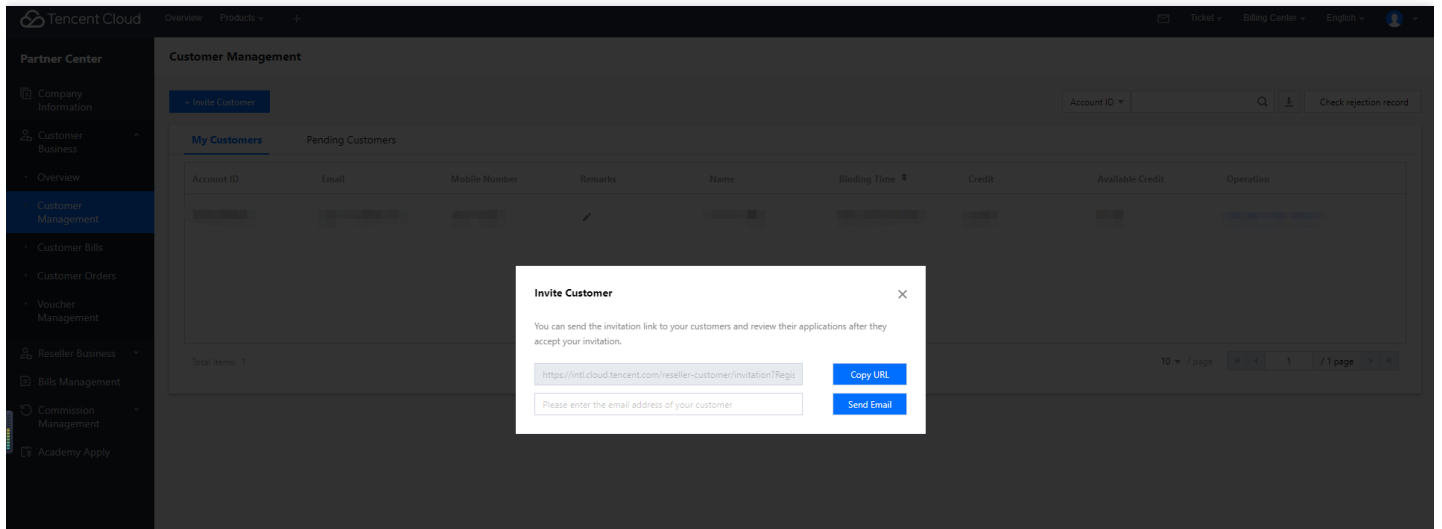 Tencent Cloud
Overview
Products
Ticket
Billing Center
English
Partner Center
Company
Information
Customer
Business
Overview
Customer
Management
Customer Bills
Customer Orders
Voucher
Management
Reseller Business
Bills Management
Commission
Management
Academy Apply
Customer Management
+ Invite Customer
Account ID
Check rejection record
My Customers
Pending Customers
Account ID
Email
Mobile Number
Remarks
Name
Binding Time
Credit
Available Credit
Operation
Total items: 1
10 / page
1
/ 1 page
Invite Customer
You can send the invitation link to your customers and review their applications after they
accept your invitation.
https://intl.cloud.tencent.com/reseller-customer/invitation?Regis
Copy URL
Please enter the email address of your customer
Send Email